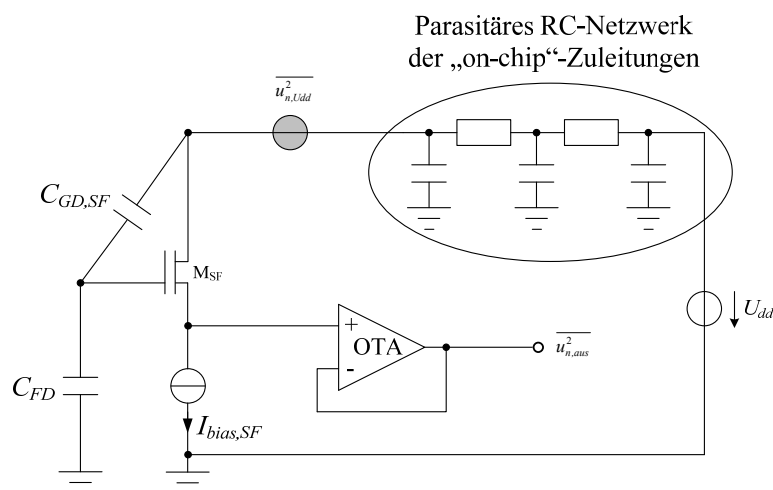 Parasitäres RC-Netzwerk
der „on-chip“-Zuleitungen
u²n,Udd
CGD,SF
MSF
Udd
+
OTA
-
u²n,aus
CFD
Ibias,SF